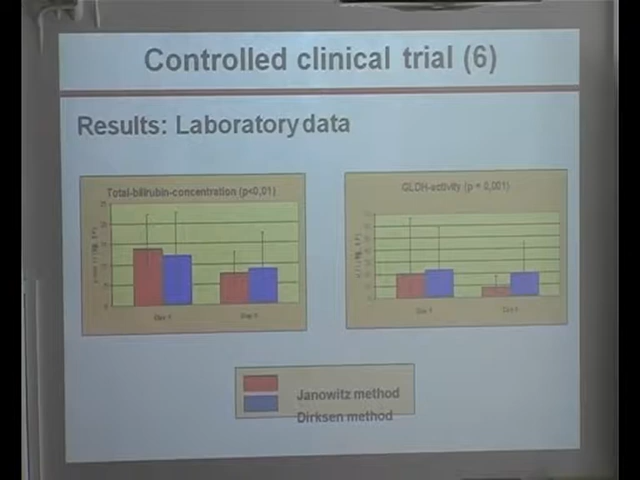 Controlled clinical trial (6)
Results: Laboratory data
Total-bilirubin-concentration (p<0,01)
GLDH-activity (p = 0,001)
Janowitz method
Dirksen method